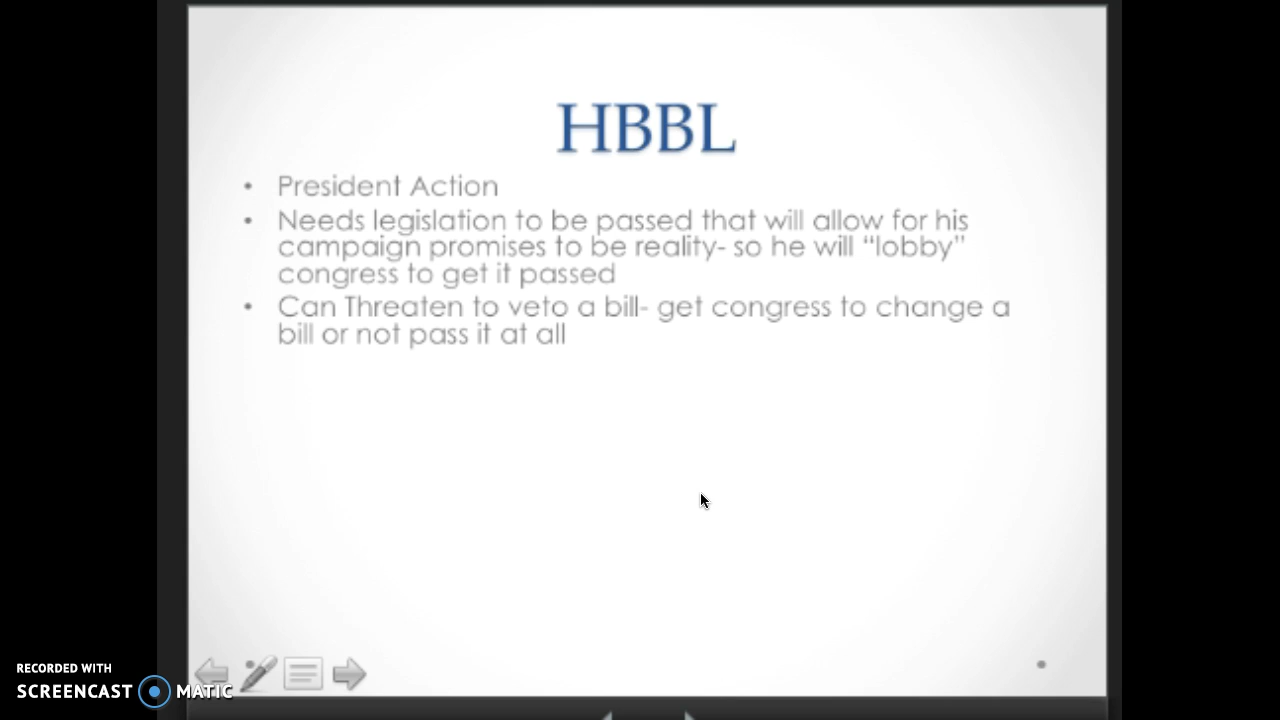 HBBL
• President Action
• Needs legislation to be passed that will allow for his
campaign promises to be reality- so he will “lobby”
congress to get it passed
• Can Threaten to veto a bill- get congress to change a
bill or not pass it at all
RECORDED WITH
SCREENCAST MATIC